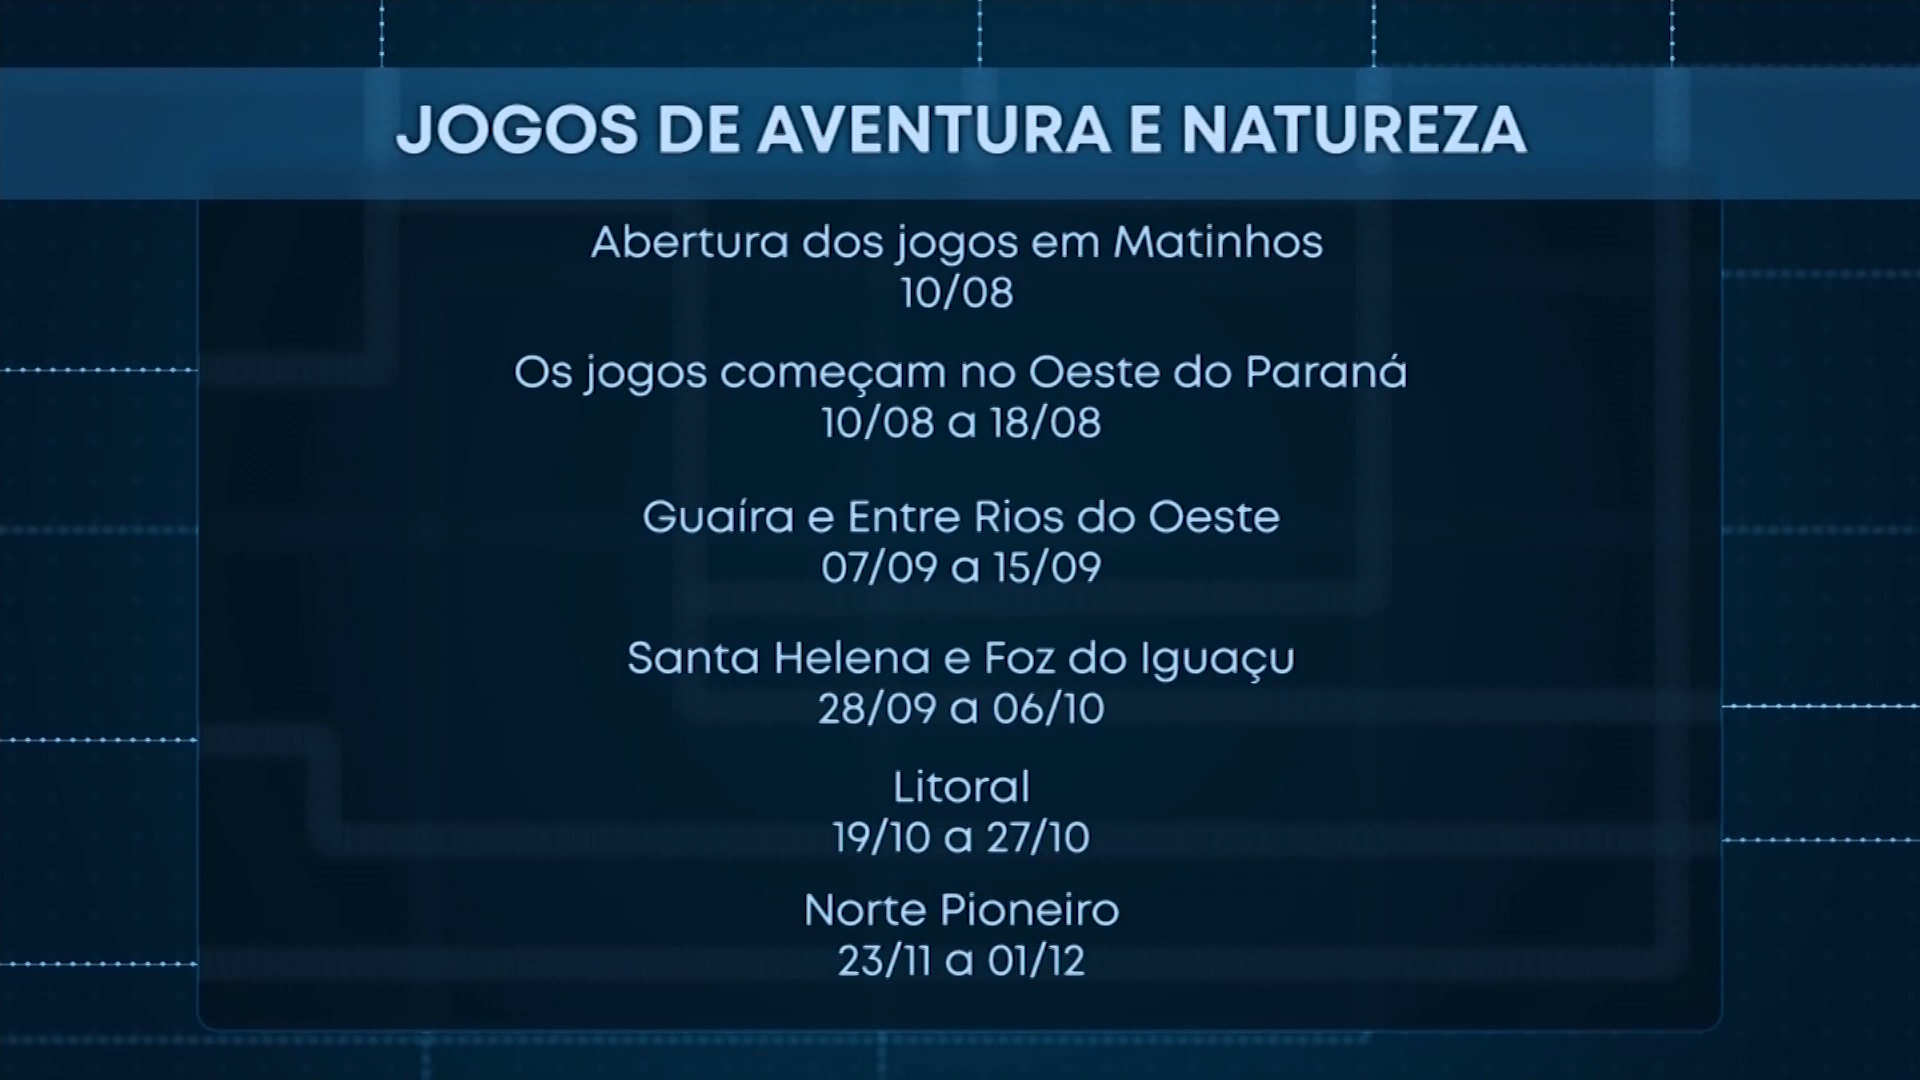 JOGOS DE AVENTURA E NATUREZA
Abertura dos jogos em Matinhos
10/08
Os jogos começam no Oeste do Paraná
10/08 a 18/08
Guaíra e Entre Rios do Oeste
07/09 a 15/09
Santa Helena e Foz do Iguaçu
28/09 a 06/10
Litoral
19/10 a 27/10
Norte Pioneiro
23/11 a 01/12